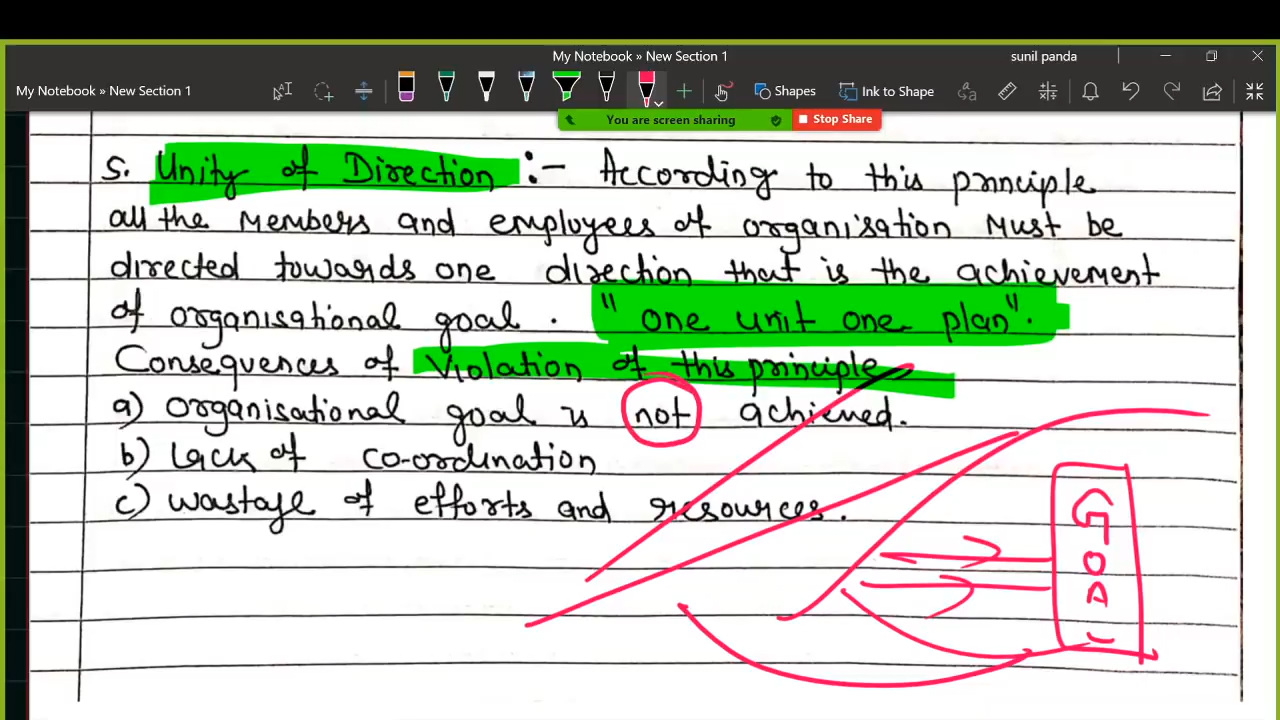 My Notebook » New Section 1
sunil panda
My Notebook » New Section 1
Shapes
Ink to Shape
You are screen sharing
Stop Share
5. Unity of Direction :- According to this principle
all the Members and employees of organisation Must be
directed towards one direction that is the achievement
of organisational goal. "one unit one plan".
Consequences of Violation of this principle
a) organisational goal is not achieved.
b) Lack of co-ordination
c) wastage of efforts and resources.
GOAL